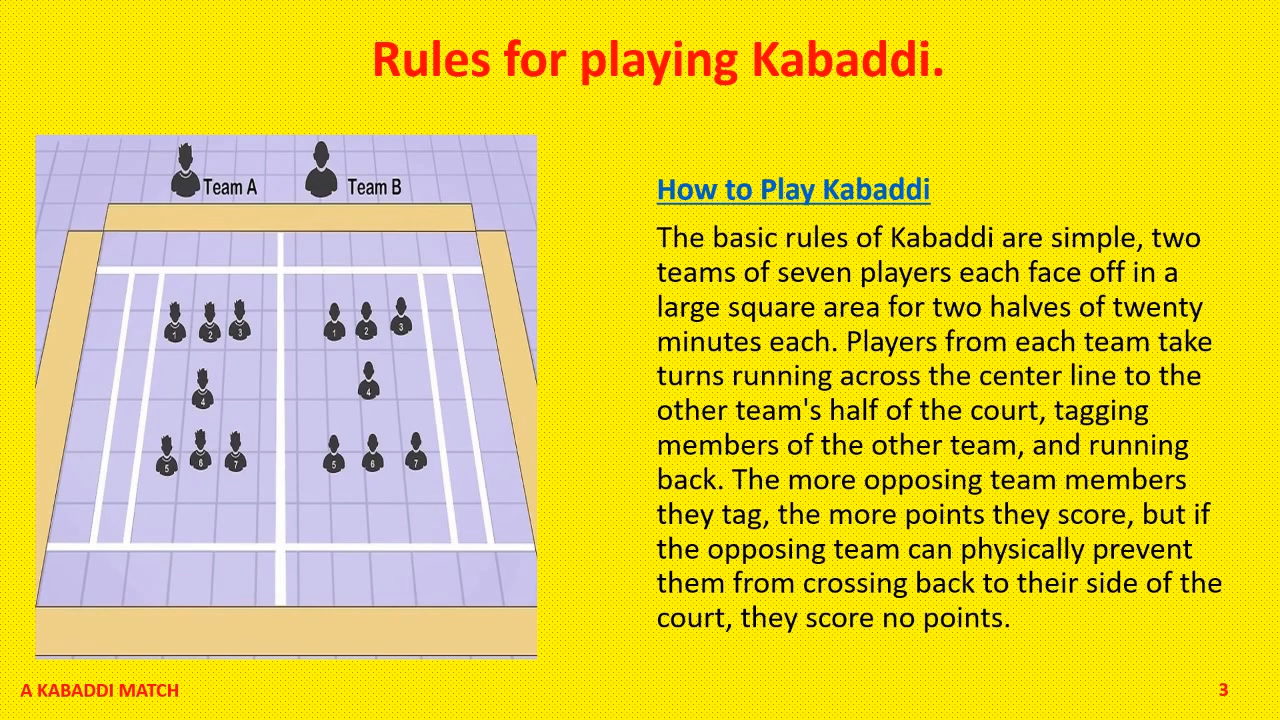 Rules for playing Kabaddi.
Team A
Team B
1 2 3
1 2 3
4
4
5 6 7
5 6 7
How to Play Kabaddi
The basic rules of Kabaddi are simple, two
teams of seven players each face off in a
large square area for two halves of twenty
minutes each. Players from each team take
turns running across the center line to the
other team's half of the court, tagging
members of the other team, and running
back. The more opposing team members
they tag, the more points they score, but if
the opposing team can physically prevent
them from crossing back to their side of the
court, they score no points.
A KABADDI MATCH
3